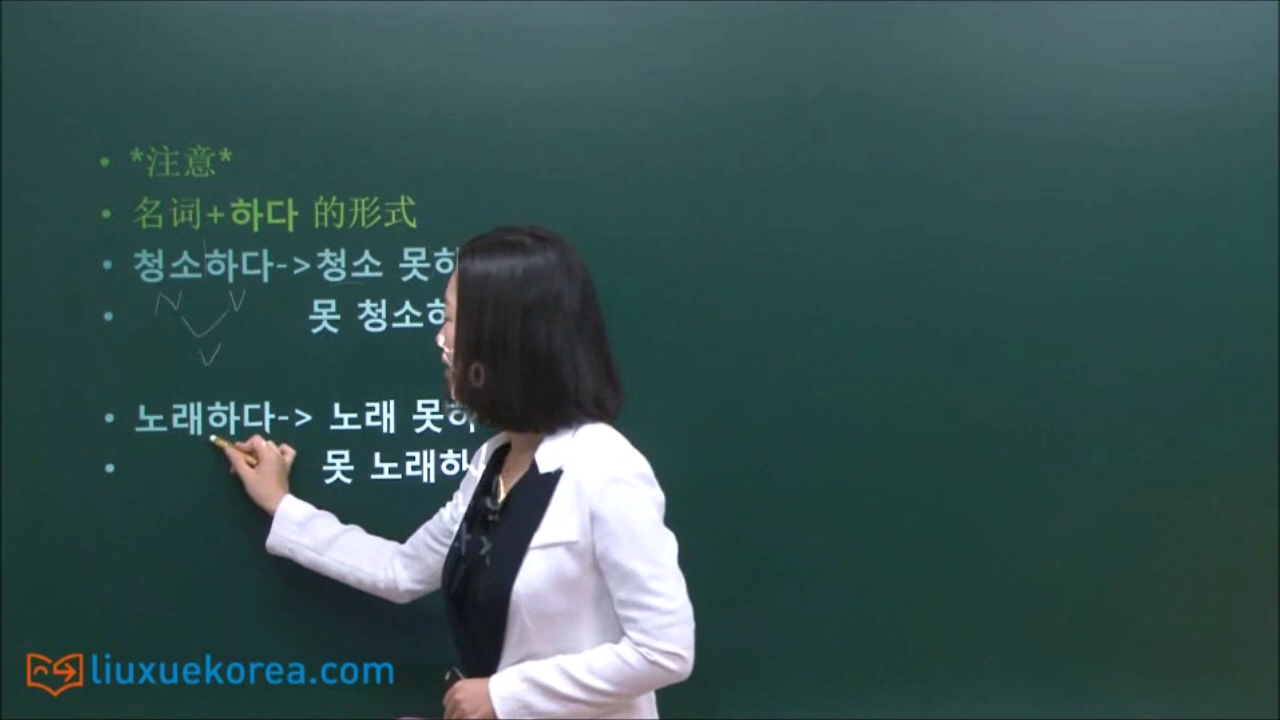 • *注意*
• 名词+하다 的形式
• 청소하다->청소 못하
N V
• 못 청소하
V
• 노래하다-> 노래 못하
• 못 노래하
liuxuekorea.com